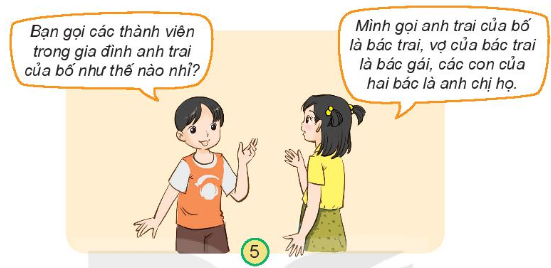 Bạn gọi các thành viên
trong gia đình anh trai
của bố như thế nào nhỉ?
Mình gọi anh trai của bố
là bác trai, vợ của bác trai
là bác gái, các con của
hai bác là anh chị họ.
5